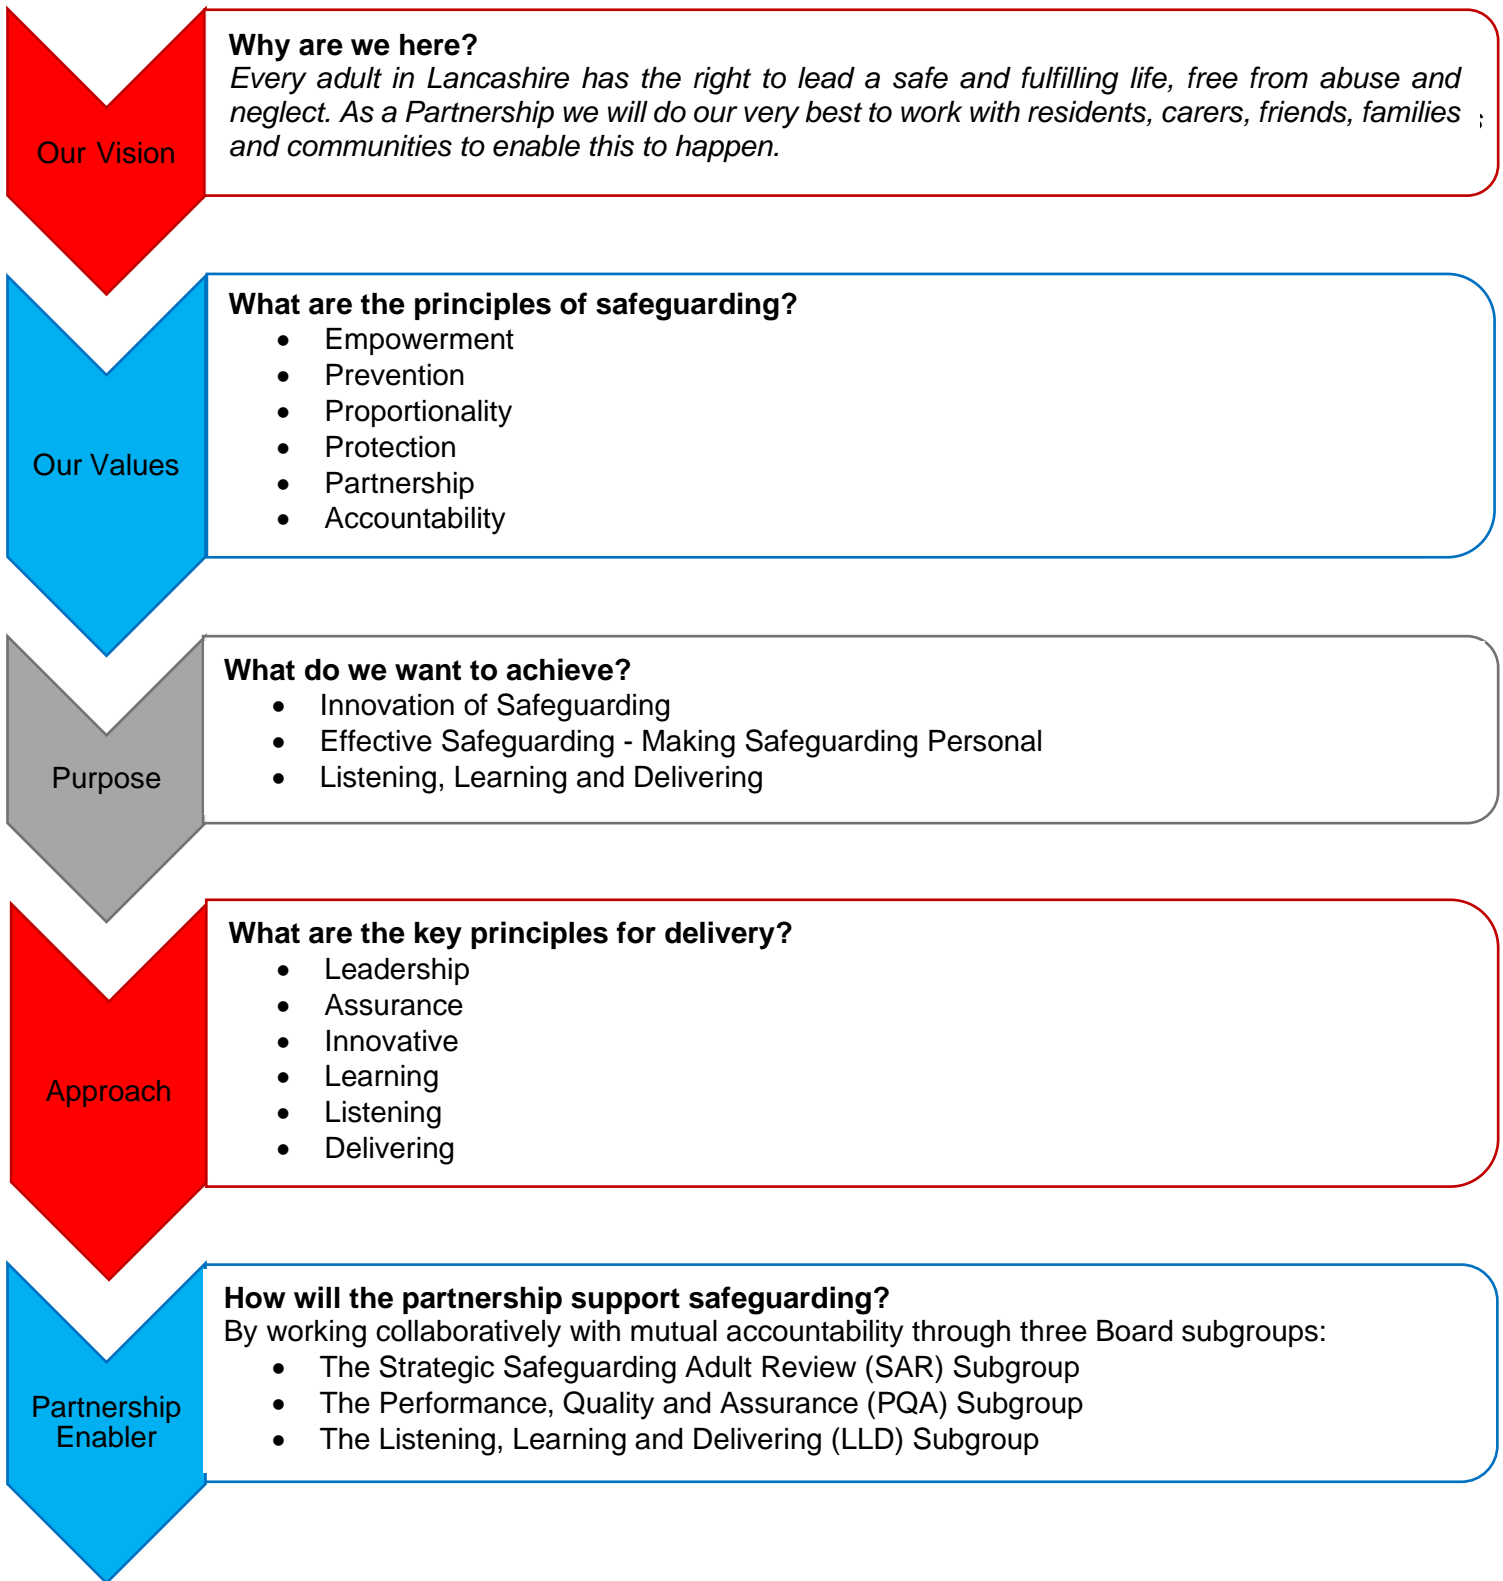 Our Vision
Why are we here?
Every adult in Lancashire has the right to lead a safe and fulfilling life, free from abuse and
neglect. As a Partnership we will do our very best to work with residents, carers, friends, families
and communities to enable this to happen.
Our Values
What are the principles of safeguarding?
• Empowerment
• Prevention
• Proportionality
• Protection
• Partnership
• Accountability
Purpose
What do we want to achieve?
• Innovation of Safeguarding
• Effective Safeguarding - Making Safeguarding Personal
• Listening, Learning and Delivering
Approach
What are the key principles for delivery?
• Leadership
• Assurance
• Innovative
• Learning
• Listening
• Delivering
Partnership
Enabler
How will the partnership support safeguarding?
By working collaboratively with mutual accountability through three Board subgroups:
• The Strategic Safeguarding Adult Review (SAR) Subgroup
• The Performance, Quality and Assurance (PQA) Subgroup
• The Listening, Learning and Delivering (LLD) Subgroup